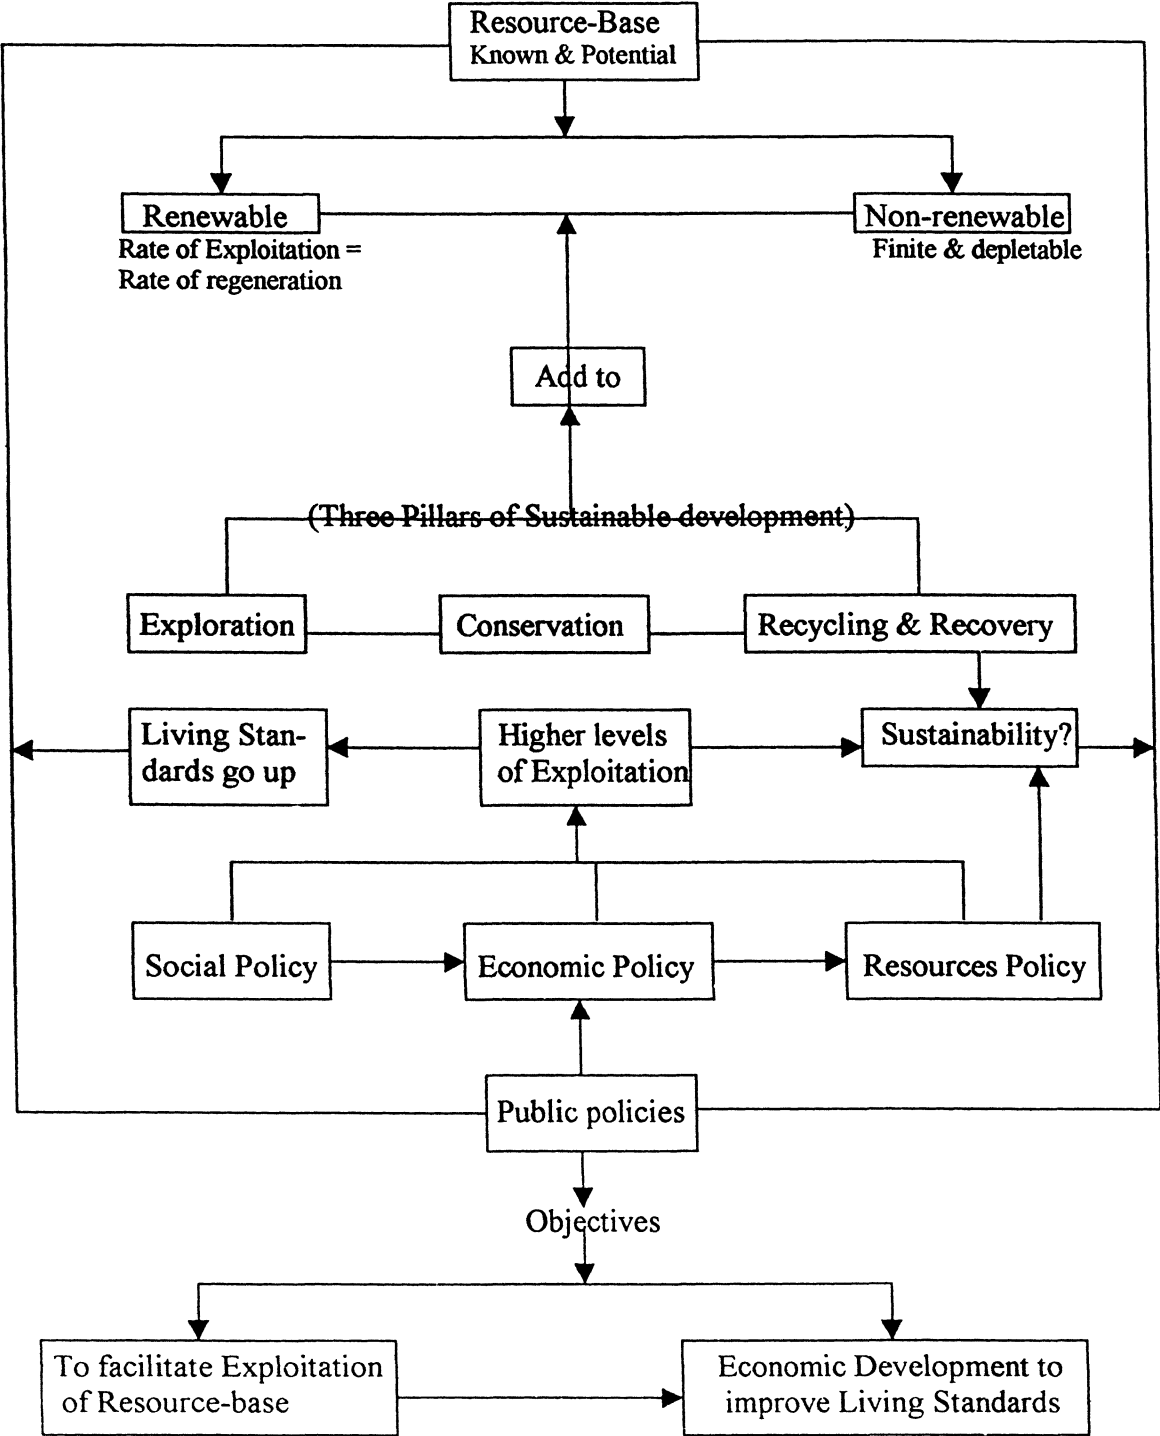 Resource-Base
Known & Potential
Renewable
Non-renewable
Rate of Exploitation =
Rate of regeneration
Finite & depletable
Add to
(Three Pillars of Sustainable development)
Exploration
Conservation
Recycling & Recovery
Living Stan-
dards go up
Higher levels
of Exploitation
Sustainability?
Social Policy
Economic Policy
Resources Policy
Public policies
Objectives
To facilitate Exploitation
of Resource-base
Economic Development to
improve Living Standards